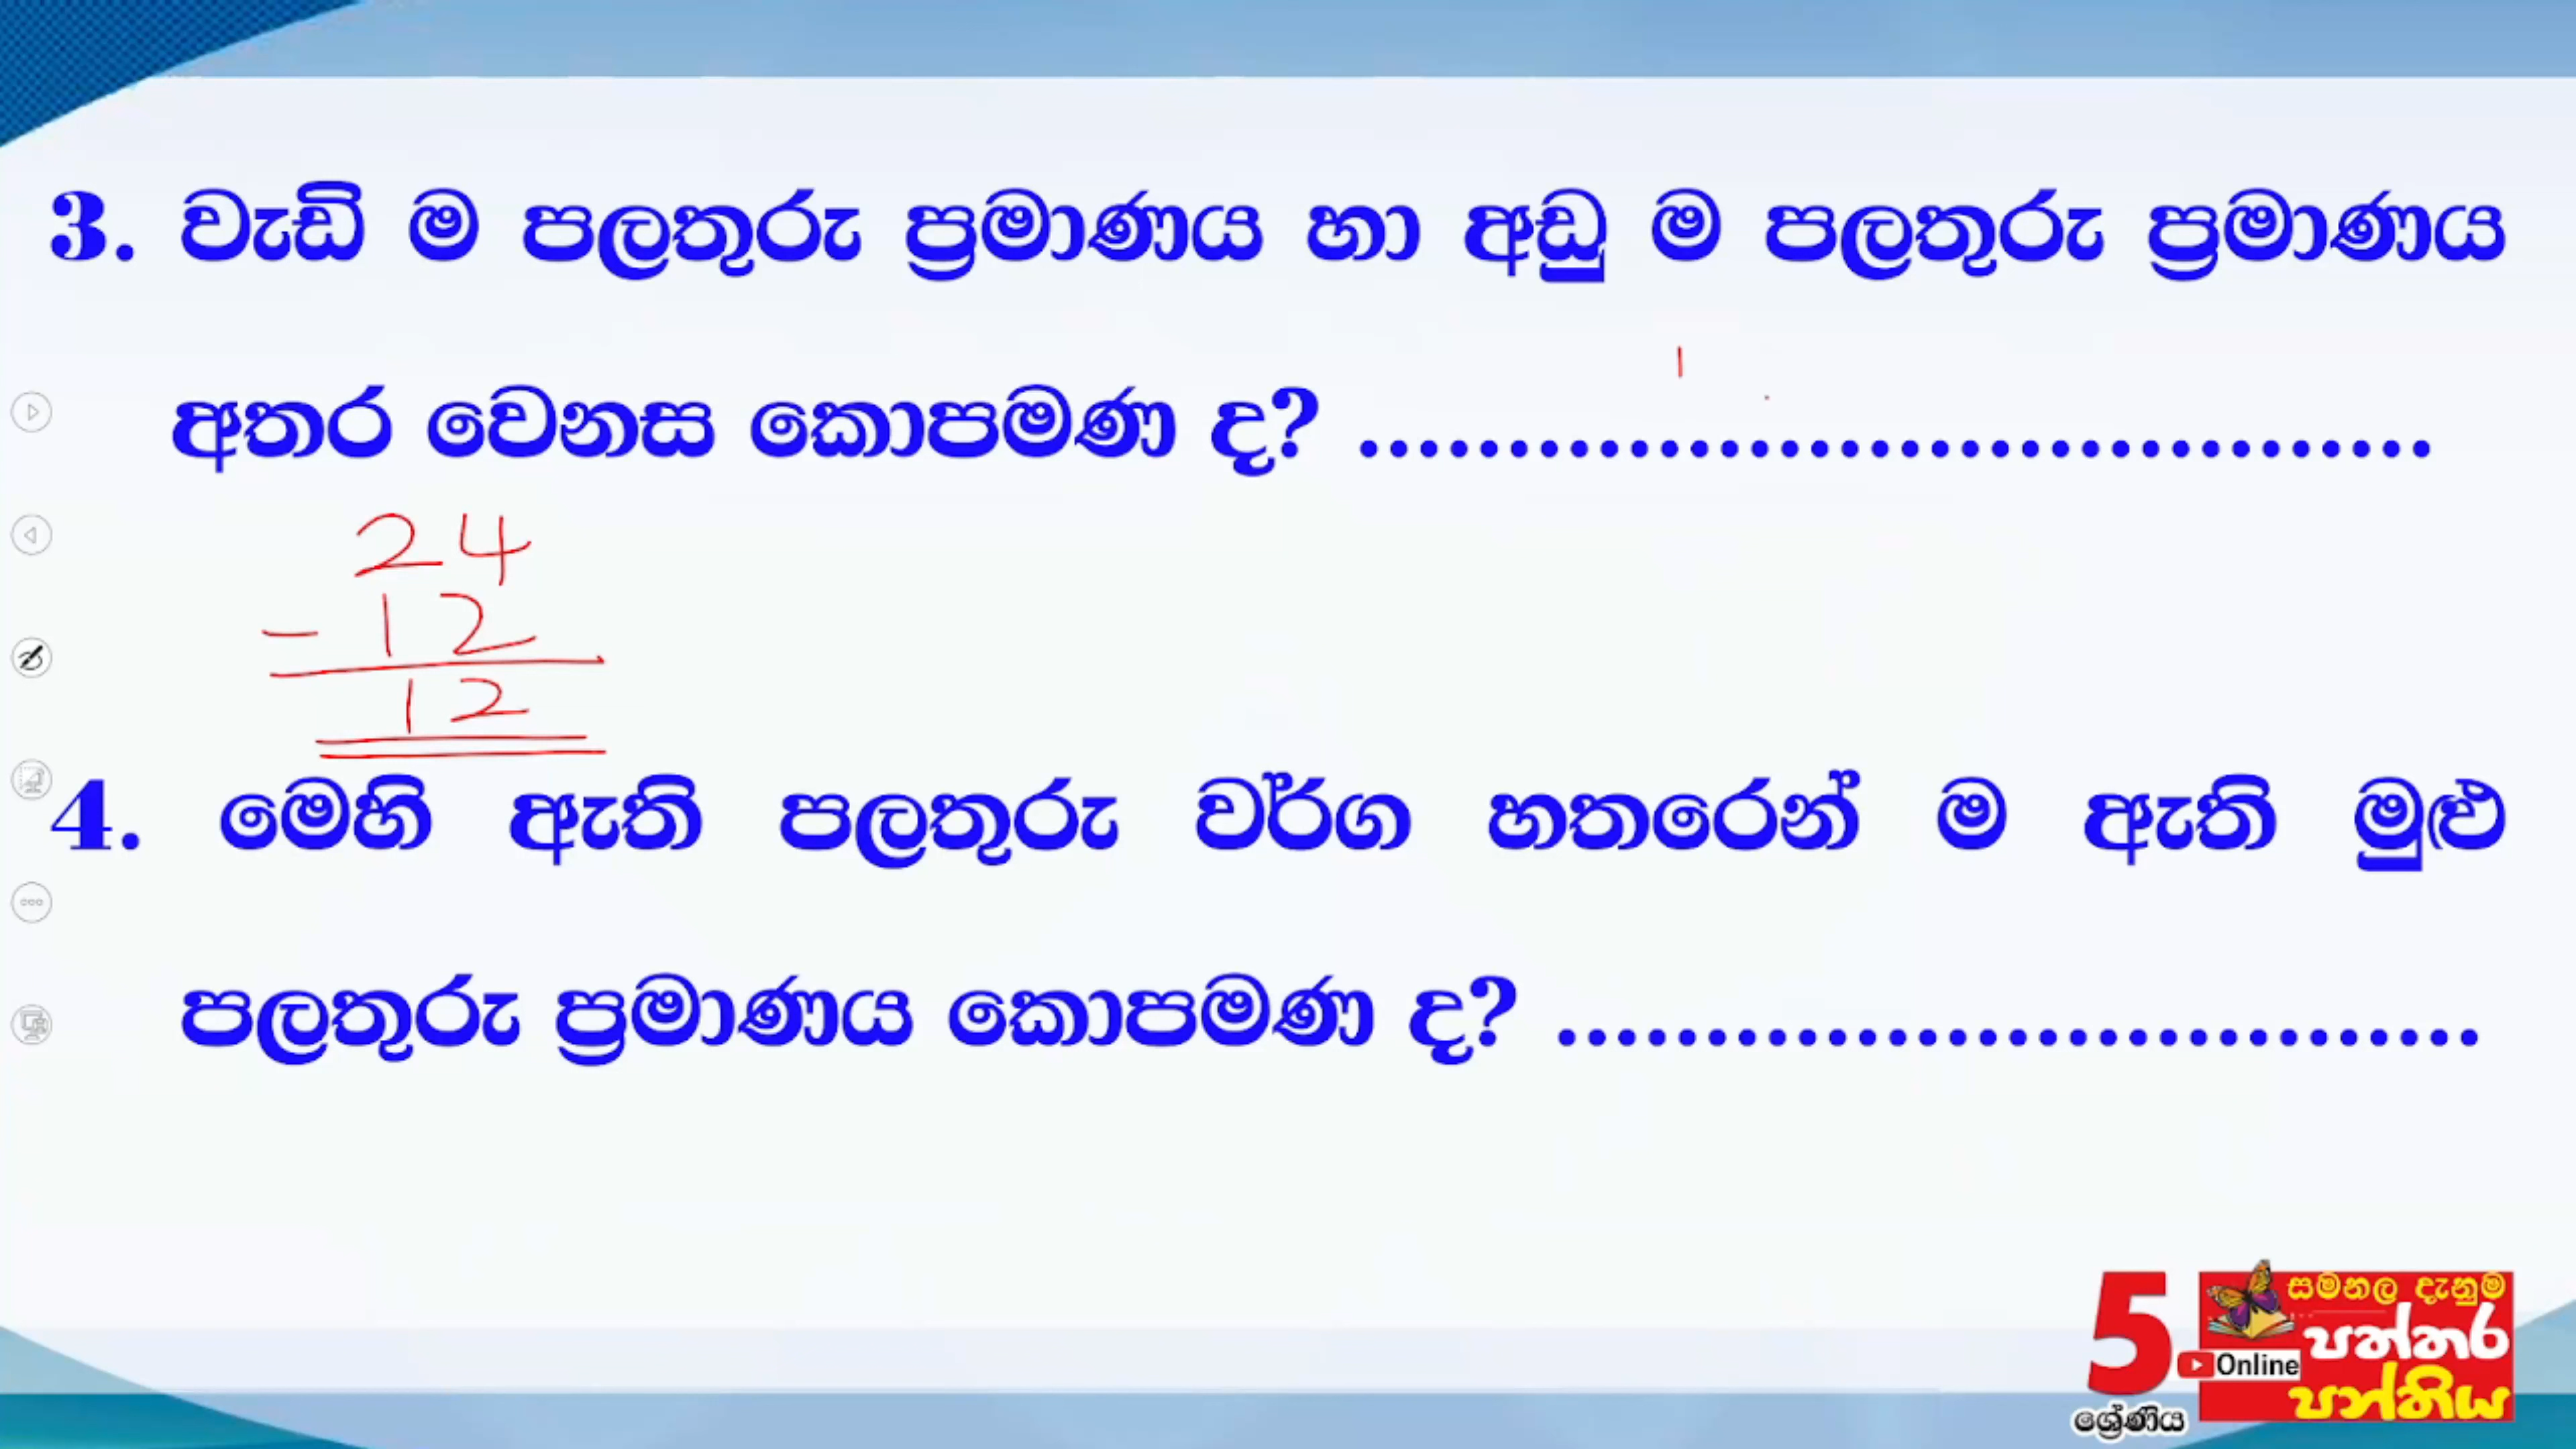 3. වැඩි ම පලතුරු ප්‍රමාණය හා අඩු ම පලතුරු ප්‍රමාණය
අතර වෙනස කොපමණ ද? ....................................
1
24
- 12
12
4. මෙහි ඇති පලතුරු වර්ග හතරෙන් ම ඇති මුළු
පලතුරු ප්‍රමාණය කොපමණ ද? ...............................
5 ශ්‍රේණිය
සමනල දැනුම
පත්තර
Online
පන්තිය